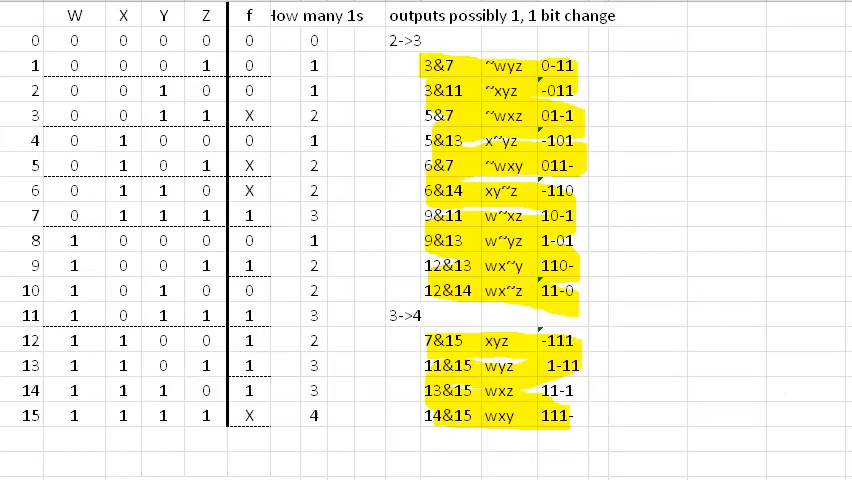 W X Y Z f How many 1s outputs possibly 1, 1 bit change
0 0 0 0 0 0 0 2->3
1 0 0 0 1 0 1 3&7 ~wyz 0-11
2 0 0 1 0 0 1 3&11 ~xyz -011
3 0 0 1 1 X 2 5&7 ~wxz 01-1
4 0 1 0 0 0 1 5&13 x~yz -101
5 0 1 0 1 X 2 6&7 ~wxy 011-
6 0 1 1 0 X 2 6&14 xy~z -110
7 0 1 1 1 1 3 9&11 w~xz 10-1
8 1 0 0 0 0 1 9&13 w~yz 1-01
9 1 0 0 1 1 2 12&13 wx~y 110-
10 1 0 1 0 0 2 12&14 wx~z 11-0
11 1 0 1 1 1 3 3->4
12 1 1 0 0 1 2 7&15 xyz -111
13 1 1 0 1 1 3 11&15 wyz 1-11
14 1 1 1 0 1 3 13&15 wxz 11-1
15 1 1 1 1 X 4 14&15 wxy 111-